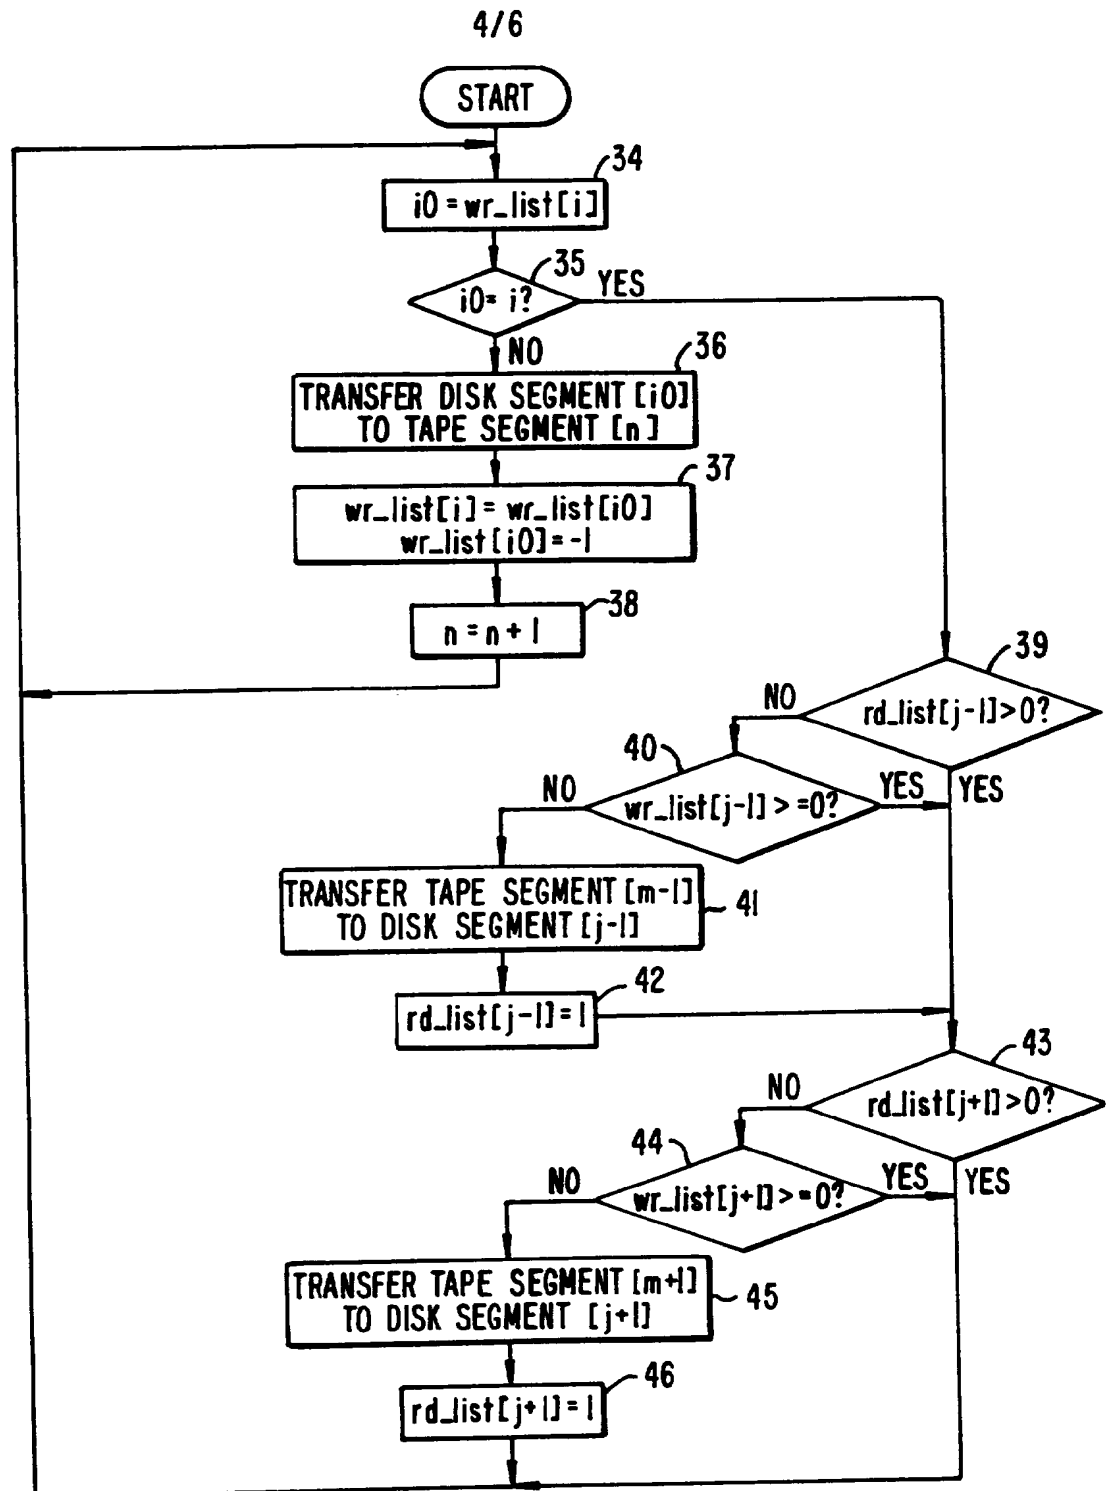 4/6
START
34
i0=wr_list[i]
35
i0= i?
YES
NO
36
TRANSFER DISK SEGMENT [i0]
TO TAPE SEGMENT [n]
37
wr_list[i]= wr_list[i0]
wr_list[i0]=-1
38
n=n+1
39
rd_list[j-1]>0?
NO
YES
40
wr_list[j-1]>=0?
NO
YES
TRANSFER TAPE SEGMENT [m-1]
TO DISK SEGMENT [j-1]
41
42
rd_list[j-1]=1
43
rd_list[j+1]>0?
NO
YES
44
wr_list[j+1]>=0?
NO
YES
TRANSFER TAPE SEGMENT [m+1]
TO DISK SEGMENT [j+1]
45
46
rd_list[j+1]=1